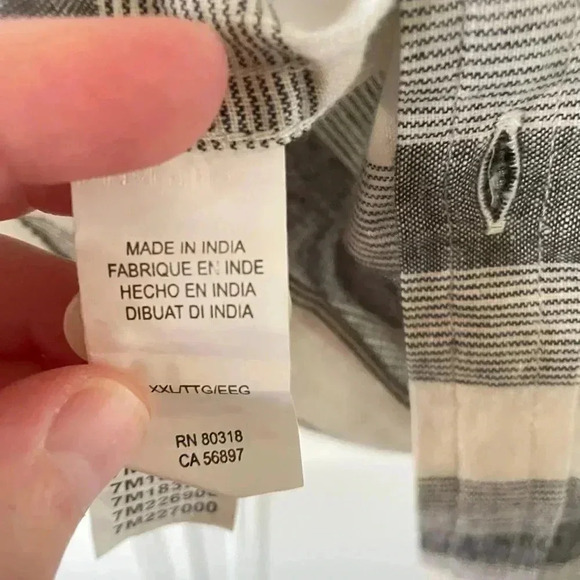 MADE IN INDIA
FABRIQUE EN INDE
HECHO EN INDIA
DIBUAT DI INDIA
XXL/TTG/EEG
RN 80318
CA 56897
7M227000